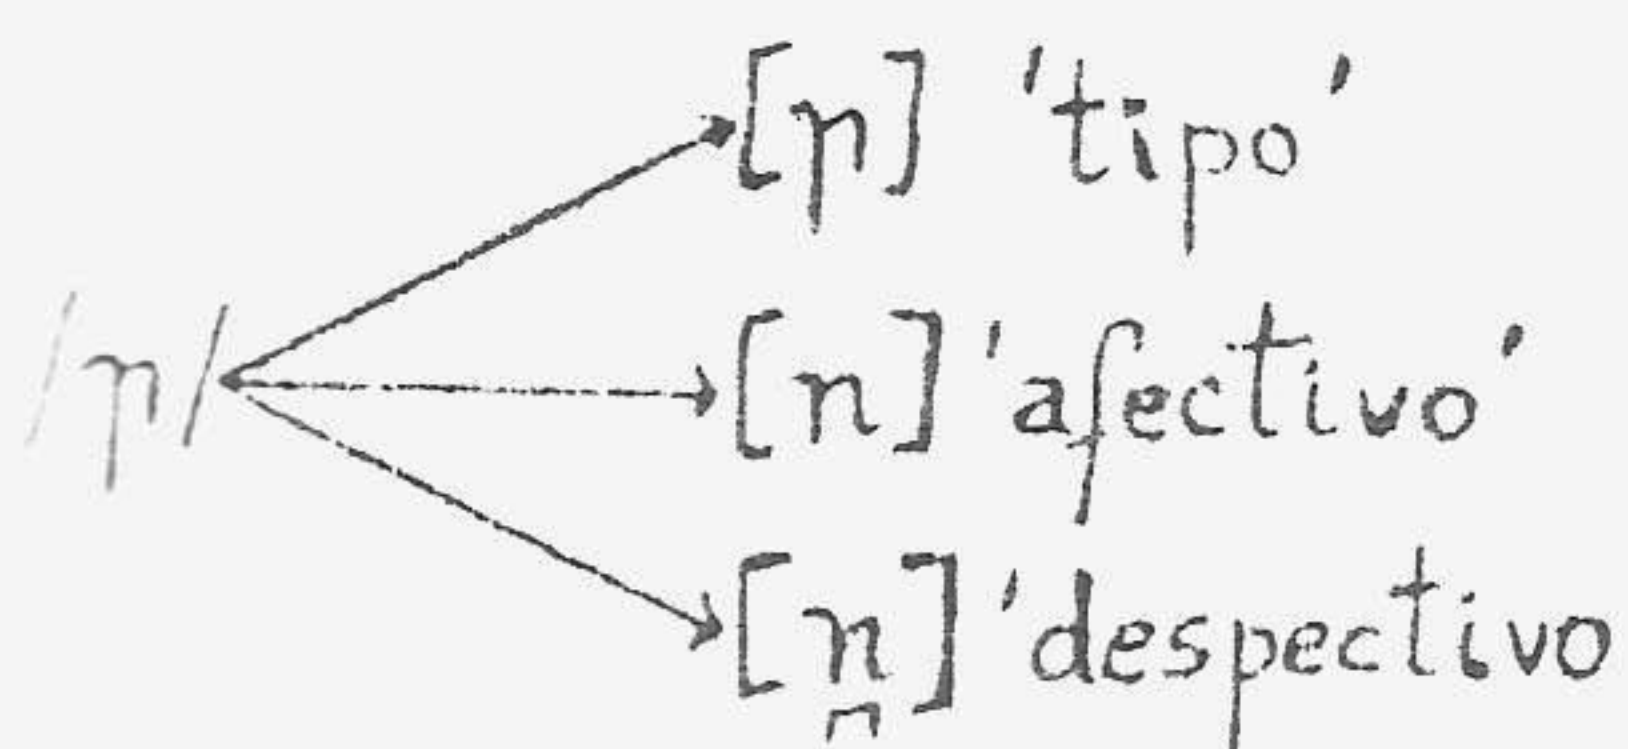 [ɲ] 'tipo'
/ɲ/ [n] 'afectivo'
[n̪] 'despectivo